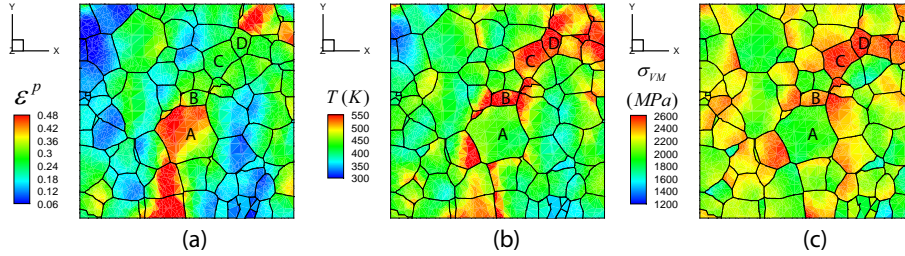 Y
Z
X
ε^p
0.48
0.42
0.36
0.3
0.24
0.18
0.12
0.06
A
B
C
D
(a)
Y
Z
X
T (K)
550
500
450
400
350
300
A
B
C
D
(b)
Y
Z
X
σ_VM
(MPa)
2600
2400
2200
2000
1800
1600
1400
1200
A
B
C
D
(c)